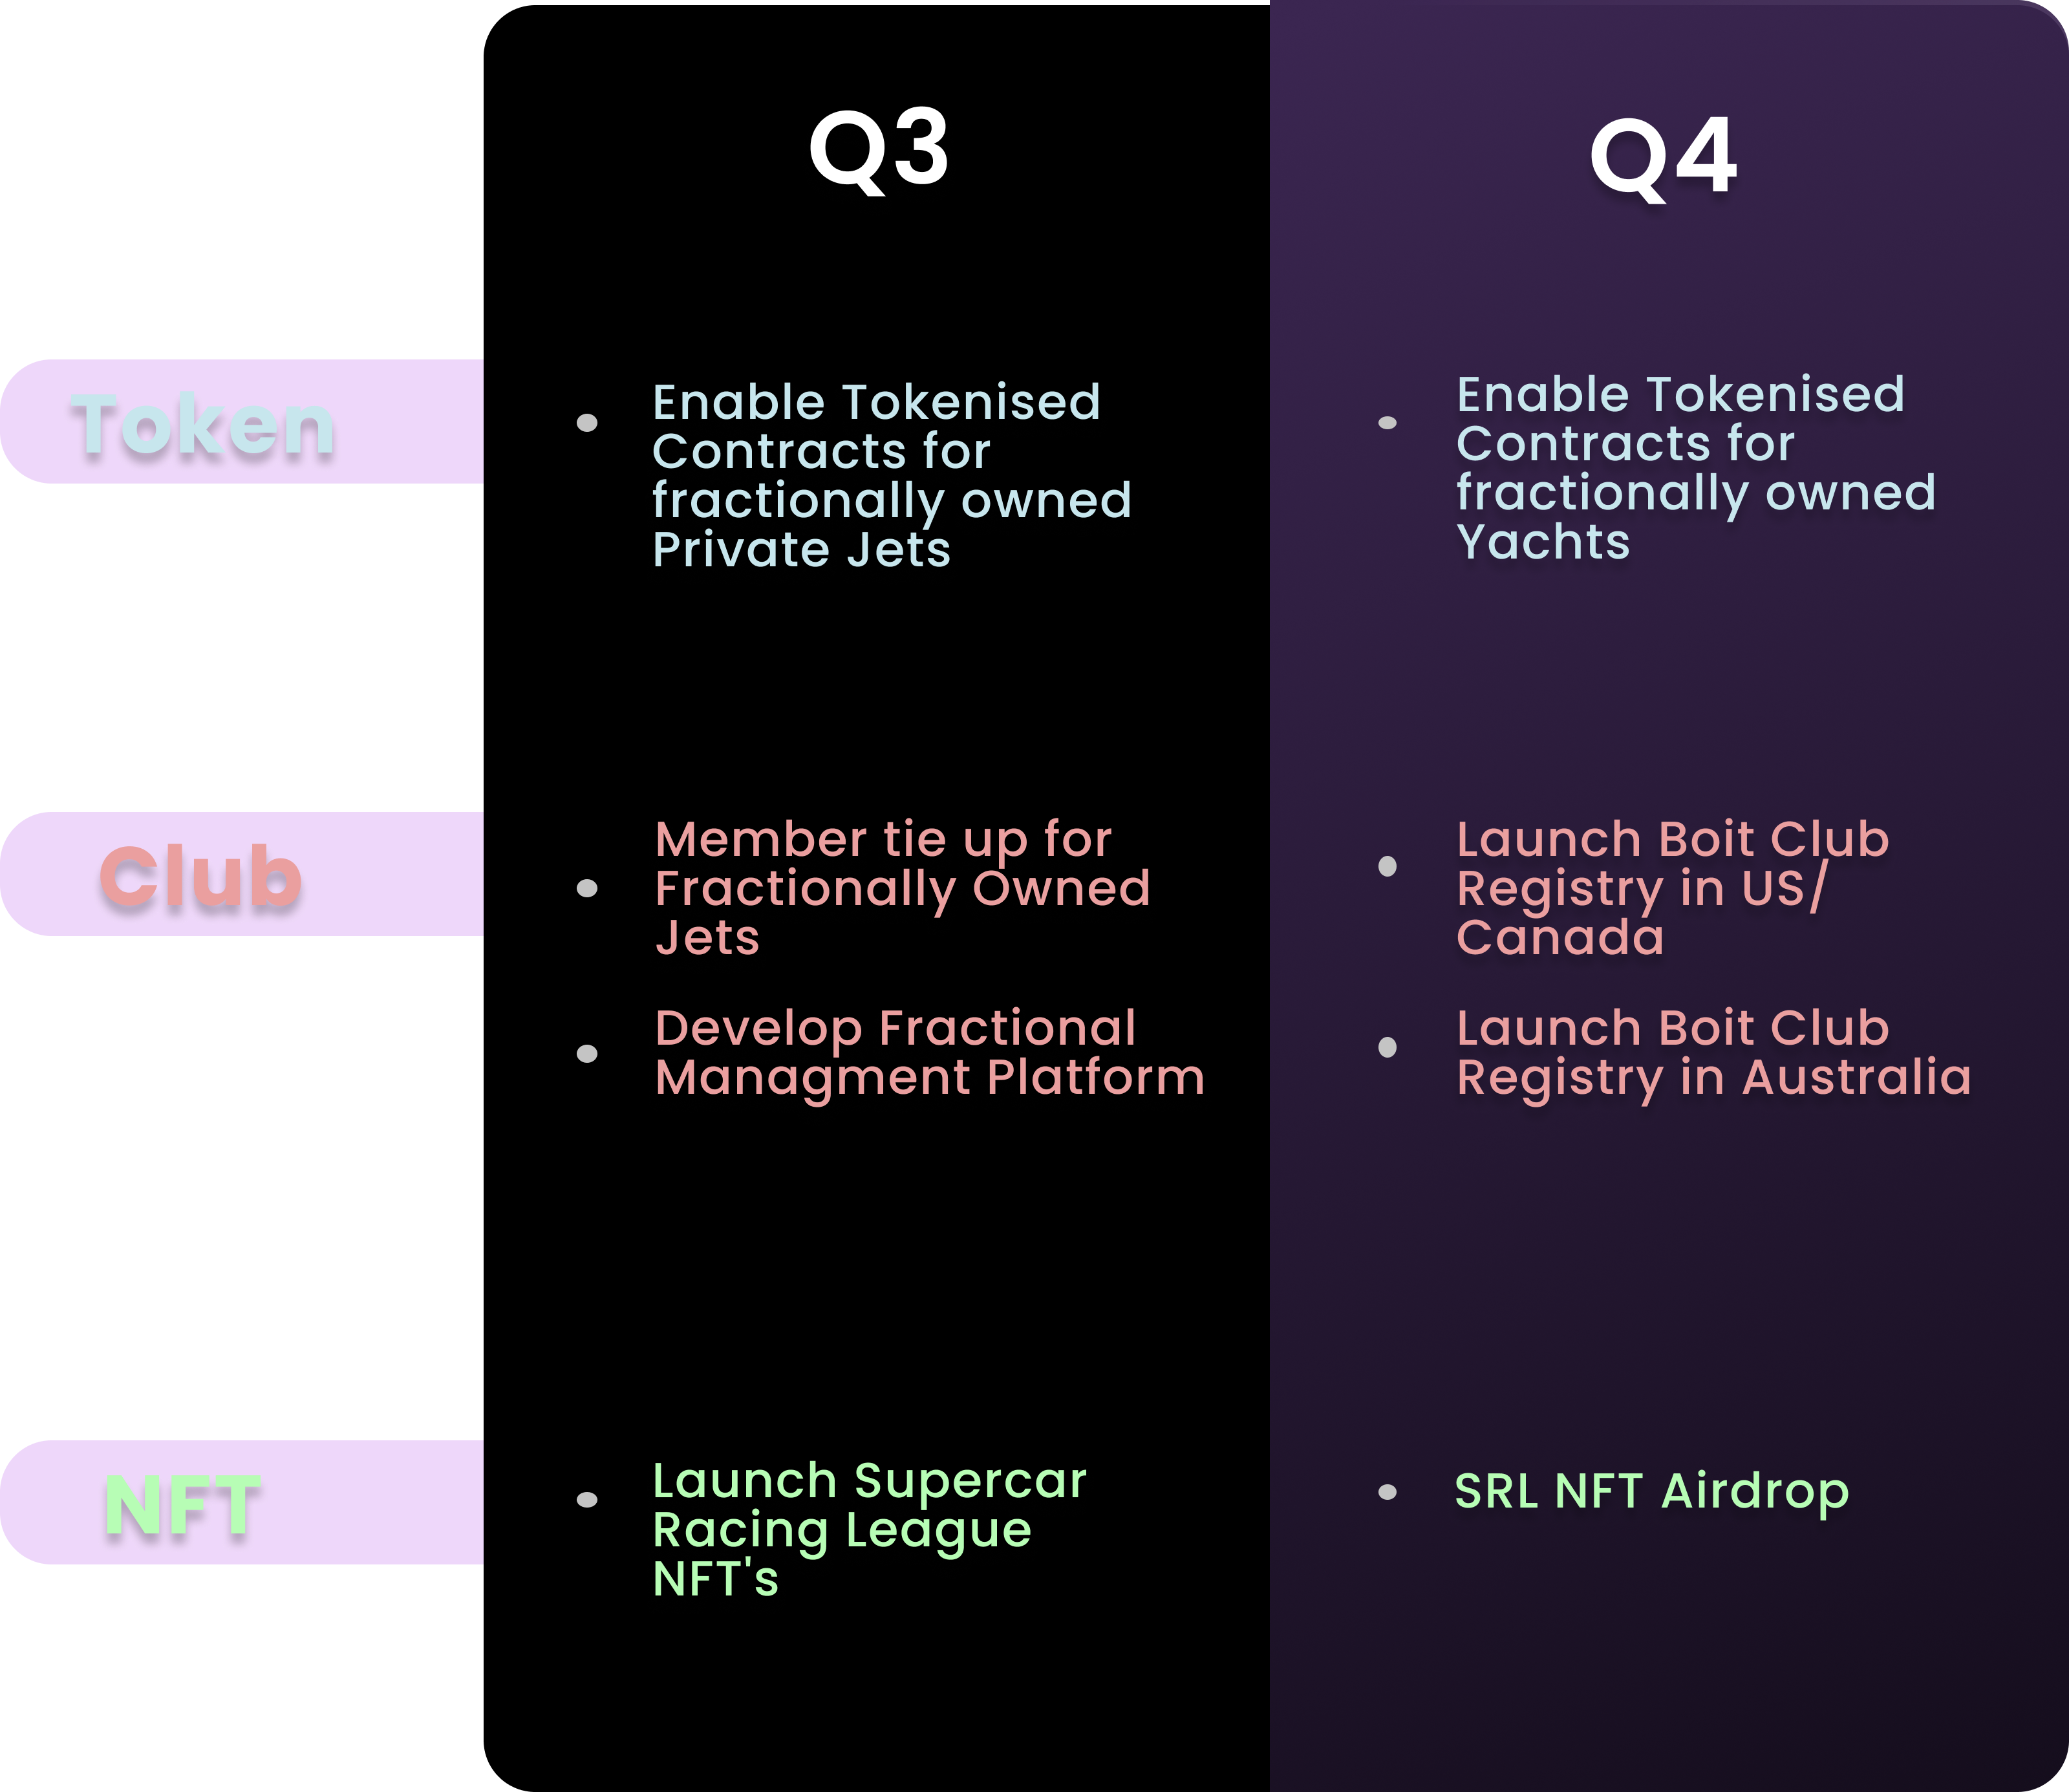 Q3
Q4
Token
Enable Tokenised
Contracts for
fractionally owned
Private Jets
Enable Tokenised
Contracts for
fractionally owned
Yachts
Club
Member tie up for
Fractionally Owned
Jets
Develop Fractional
Managment Platform
Launch Boit Club
Registry in US/
Canada
Launch Boit Club
Registry in Australia
NFT
Launch Supercar
Racing League
NFT's
SRL NFT Airdrop